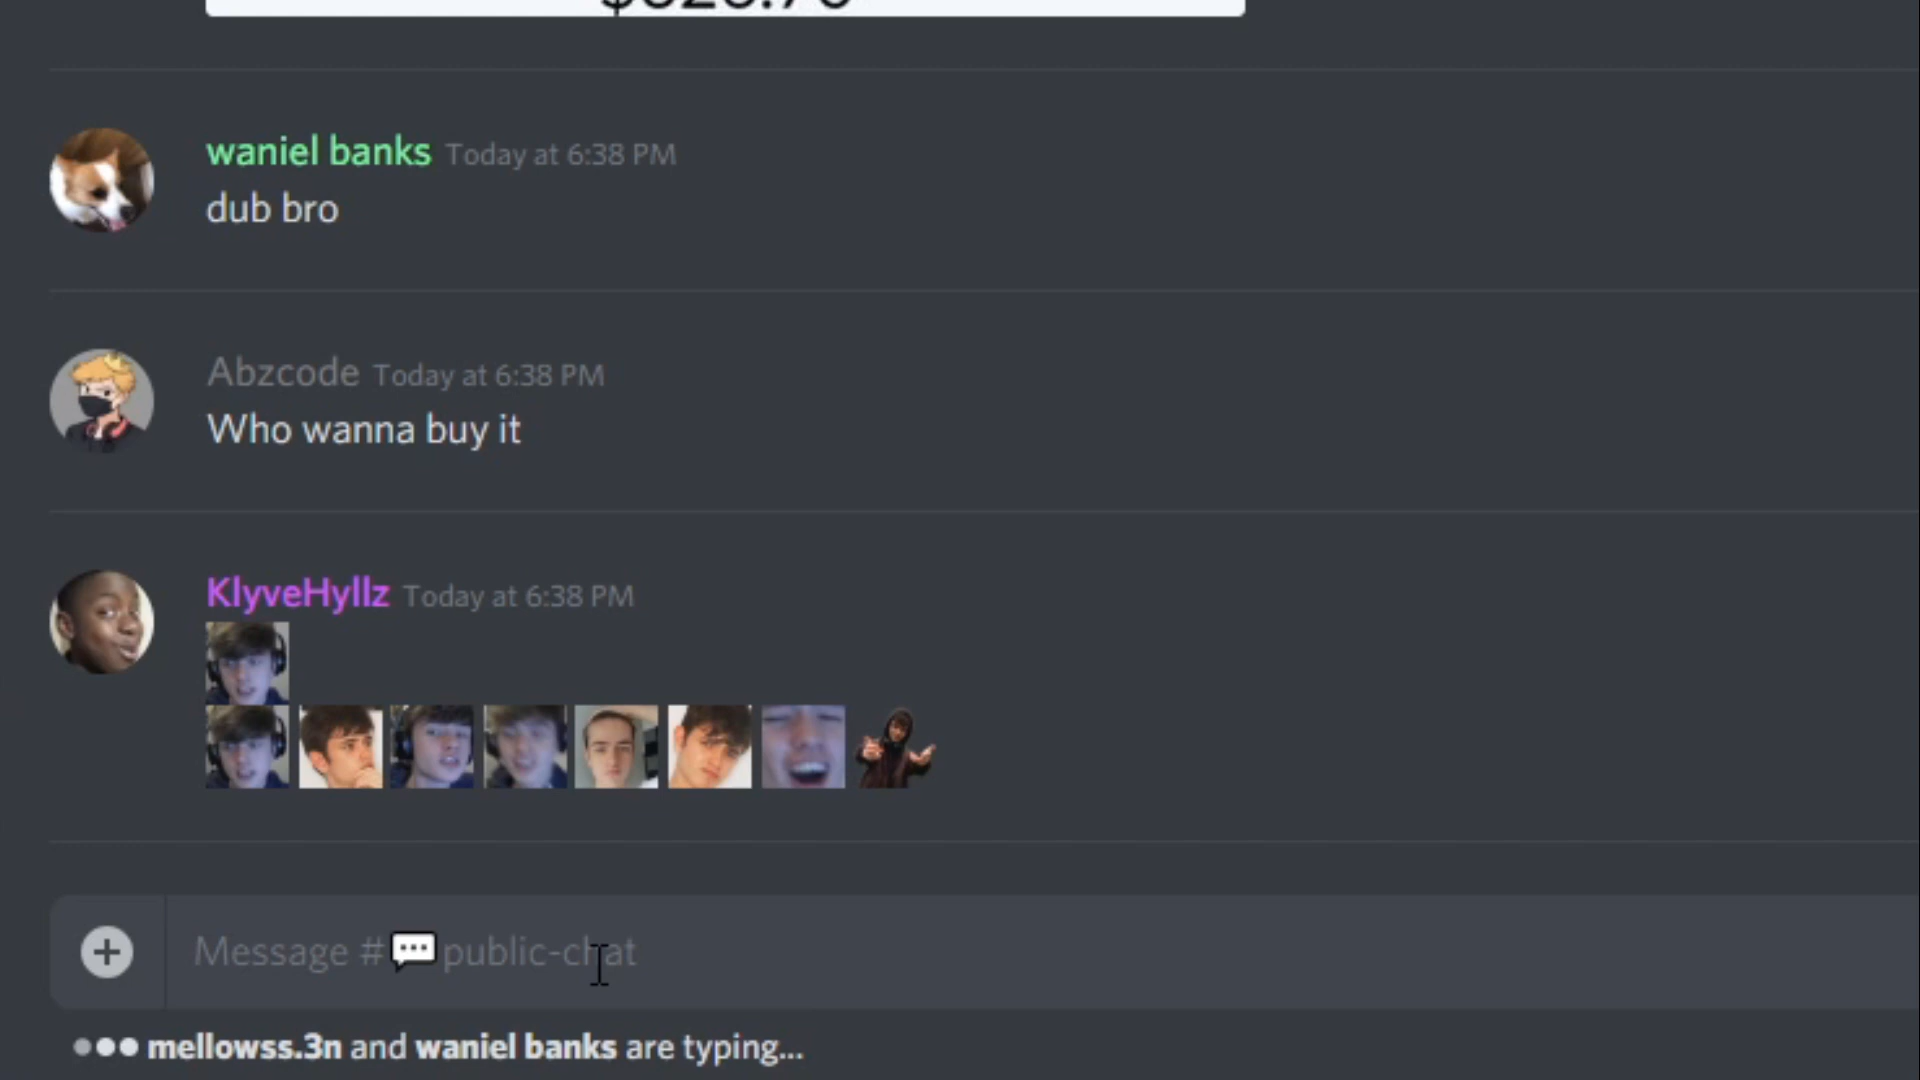 waniel banks Today at 6:38 PM
dub bro
Abzcode Today at 6:38 PM
Who wanna buy it
KlyveHyllz Today at 6:38 PM
Message # 💬 public-chat
mellowss.3n and waniel banks are typing...